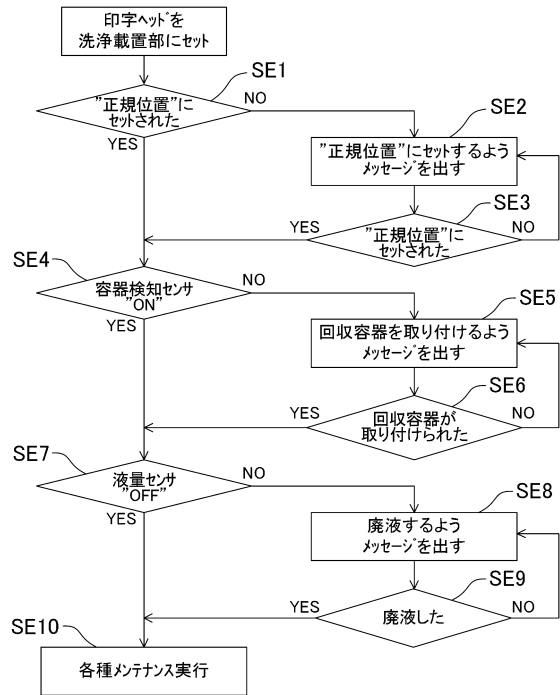 印字ヘッドを
洗浄載置部にセット
SE1
"正規位置"に
セットされた
NO
YES
SE2
"正規位置"にセットするよう
メッセージを出す
SE3
"正規位置"に
セットされた
YES
NO
SE4
容器検知センサ
"ON"
NO
YES
SE5
回収容器を取り付けるよう
メッセージを出す
SE6
回収容器が
取り付けられた
YES
NO
SE7
液量センサ
"OFF"
NO
YES
SE8
廃液するよう
メッセージを出す
SE9
廃液した
YES
NO
SE10
各種メンテナンス実行